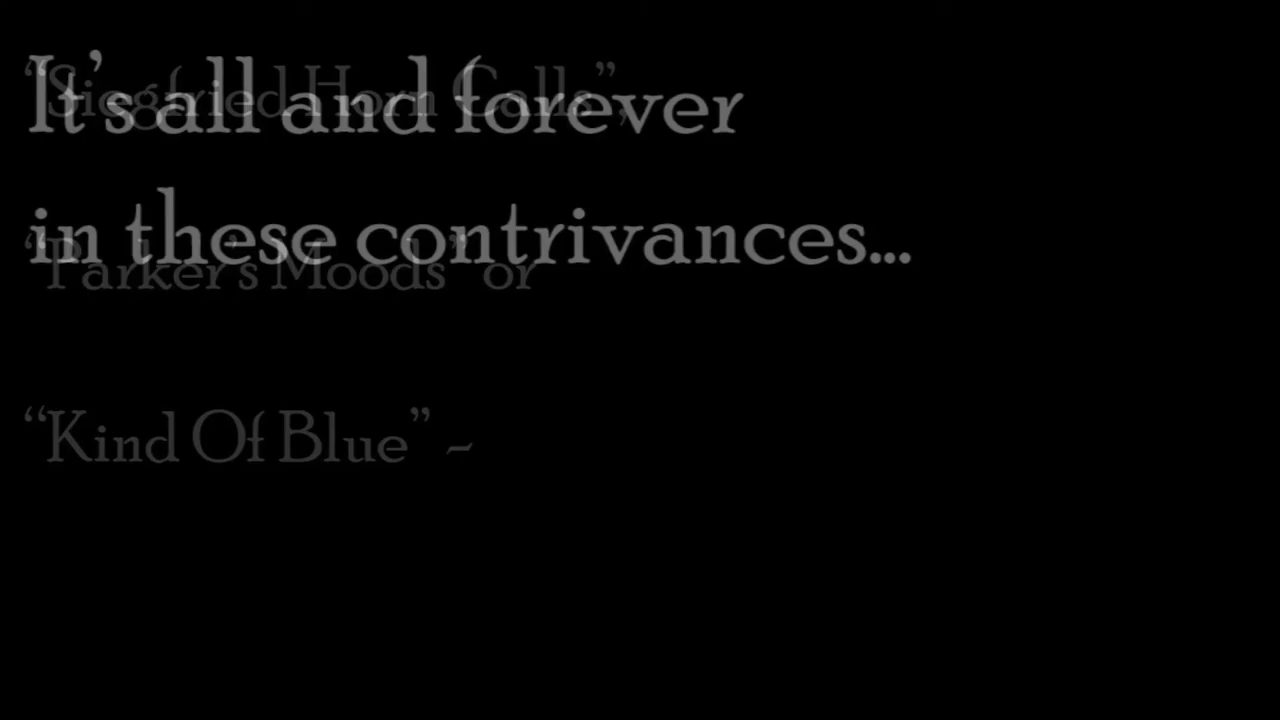 “Siegfried Horn Calls”,
It’s all and forever
in these contrivances...
“Parker’s Moods” or
“Kind Of Blue” ~